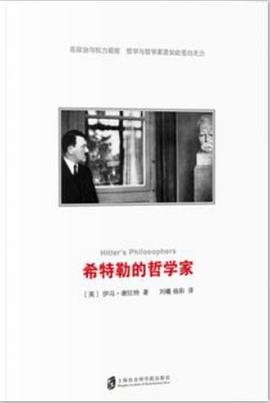 在政治与权力面前 哲学与哲学家是如此苍白无力
Hitler's Philosophers
希特勒的哲学家
[英] 伊冯·谢拉特 著 刘曦 杨阳 译
上海社会科学院出版社